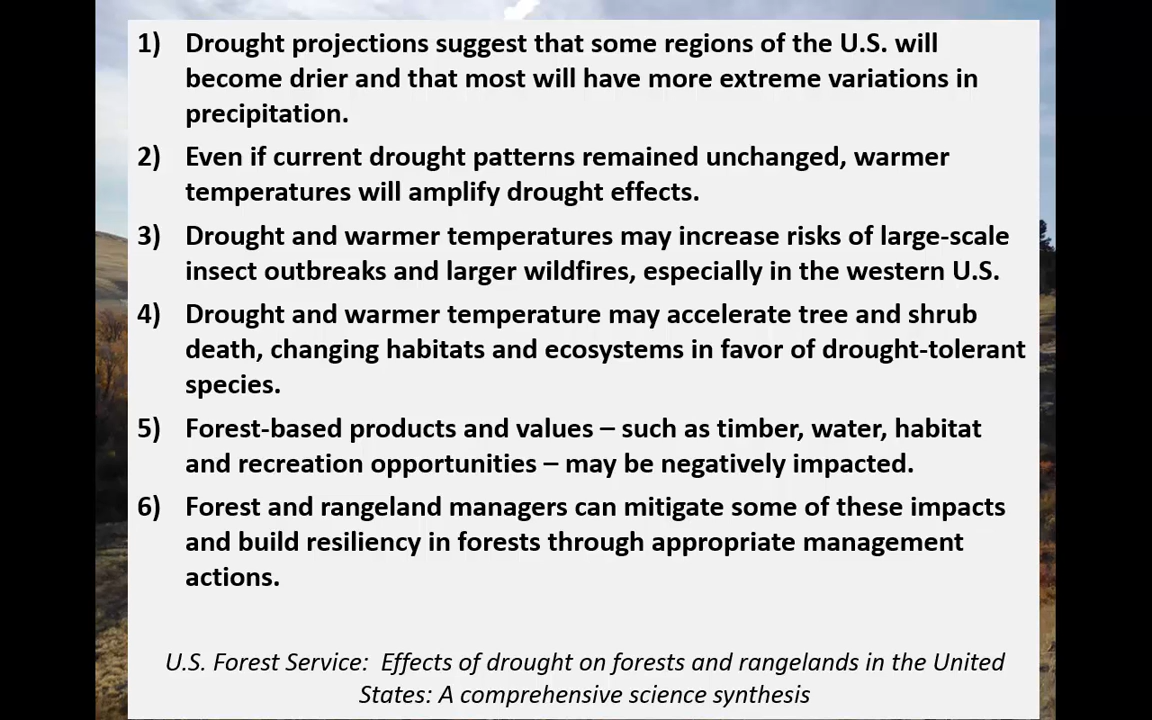 1) Drought projections suggest that some regions of the U.S. will
become drier and that most will have more extreme variations in
precipitation.
2) Even if current drought patterns remained unchanged, warmer
temperatures will amplify drought effects.
3) Drought and warmer temperatures may increase risks of large-scale
insect outbreaks and larger wildfires, especially in the western U.S.
4) Drought and warmer temperature may accelerate tree and shrub
death, changing habitats and ecosystems in favor of drought-tolerant
species.
5) Forest-based products and values – such as timber, water, habitat
and recreation opportunities – may be negatively impacted.
6) Forest and rangeland managers can mitigate some of these impacts
and build resiliency in forests through appropriate management
actions.
U.S. Forest Service: Effects of drought on forests and rangelands in the United
States: A comprehensive science synthesis